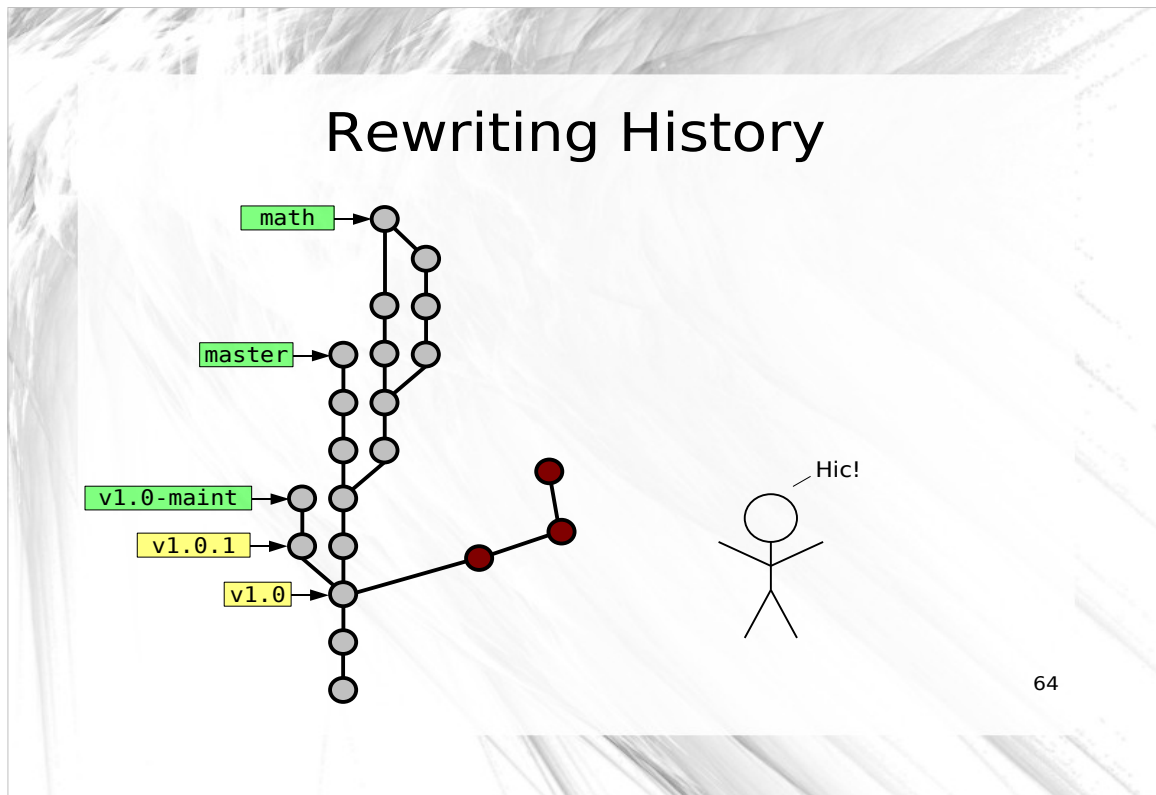 Rewriting History
math
master
Hic!
v1.0-maint
v1.0.1
v1.0
64